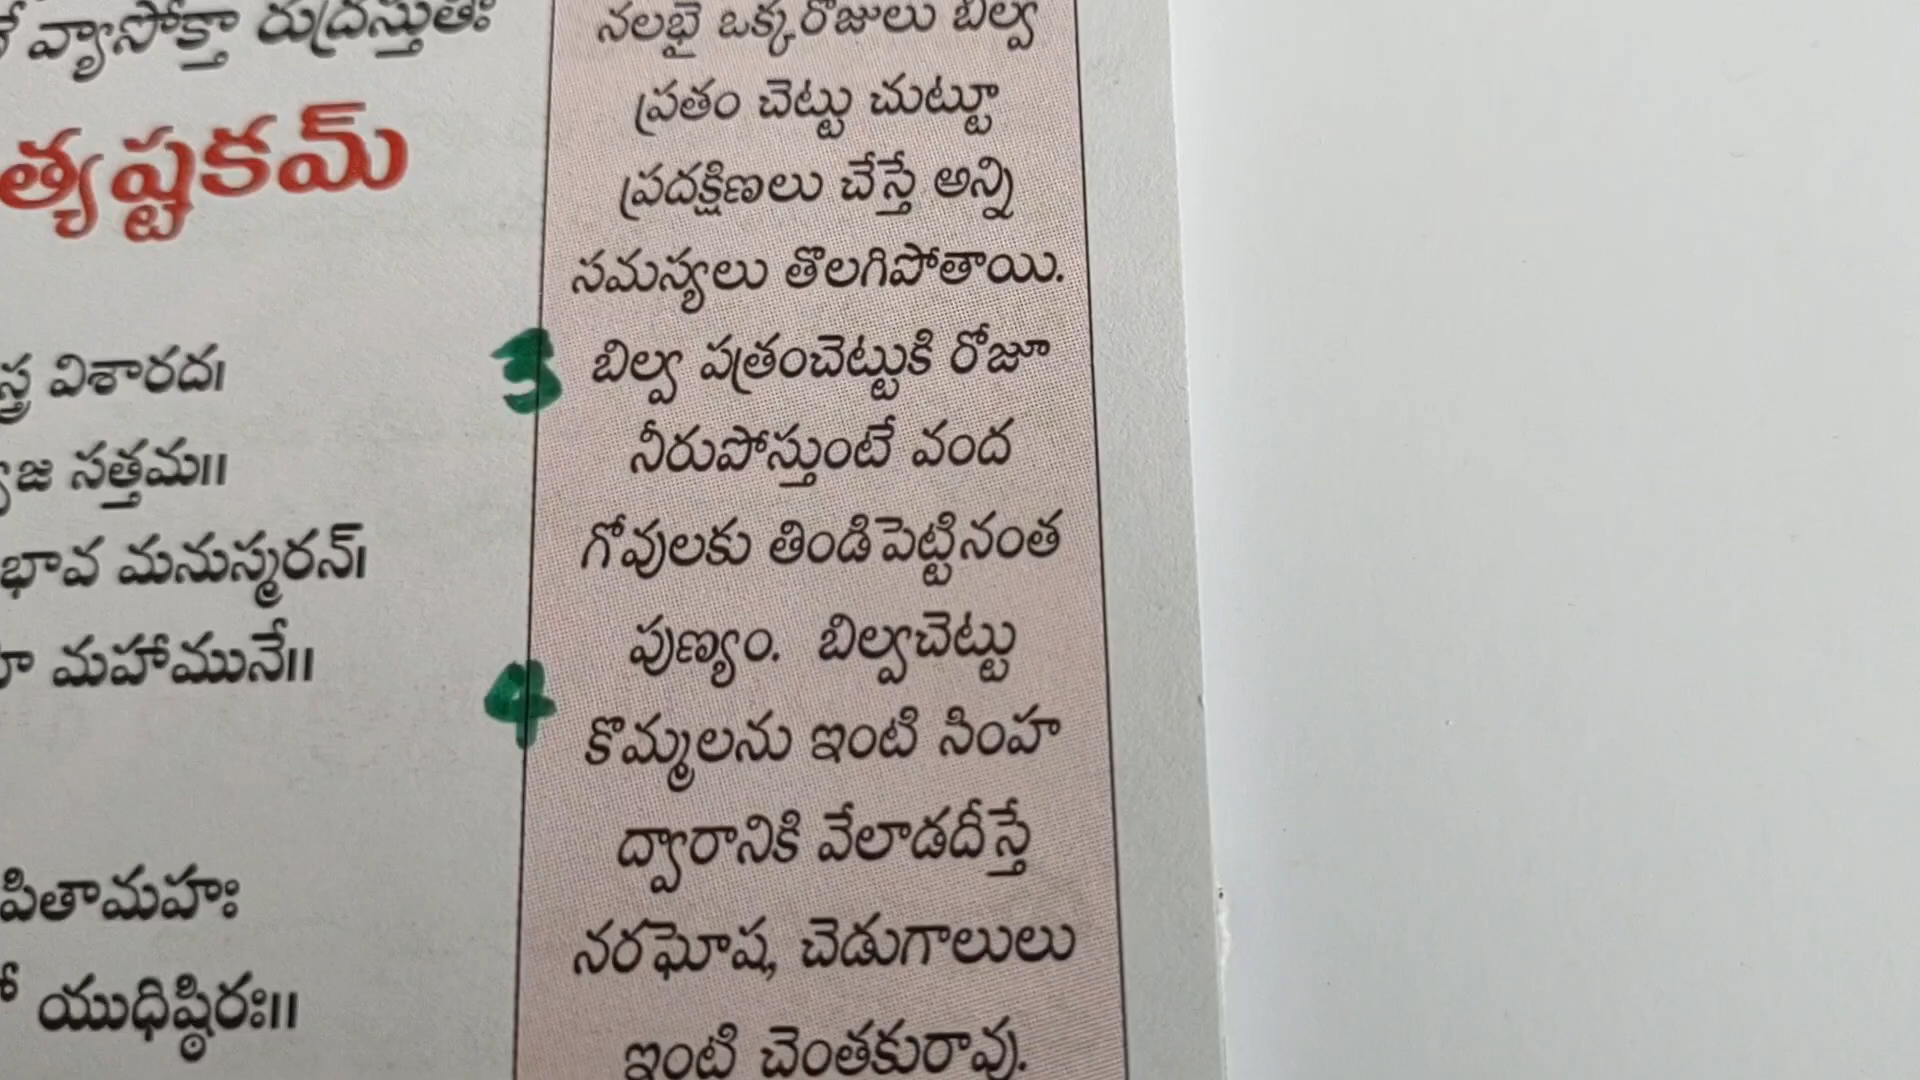 వ్యాసోక్తా రుద్రస్తుతిః
త్యష్టకమ్
విశారద।
సత్తమ॥
భావ మనుస్మరన్।
మహామునే॥
పితామహః
యుధిష్ఠిరః॥
నలభై ఒక్కరోజులు బిల్వ
ప్రతం చెట్టు చుట్టూ
ప్రదక్షిణలు చేస్తే అన్ని
సమస్యలు తొలగిపోతాయి.
3 బిల్వ పత్రంచెట్టుకి రోజూ
నీరుపోస్తుంటే వంద
గోవులకు తిండిపెట్టినంత
పుణ్యం. బిల్వచెట్టు
4 కొమ్మలను ఇంటి సింహ
ద్వారానికి వేలాడదీస్తే
నరఘోష, చెడుగాలులు
ఇంటి చెంతకురావు.